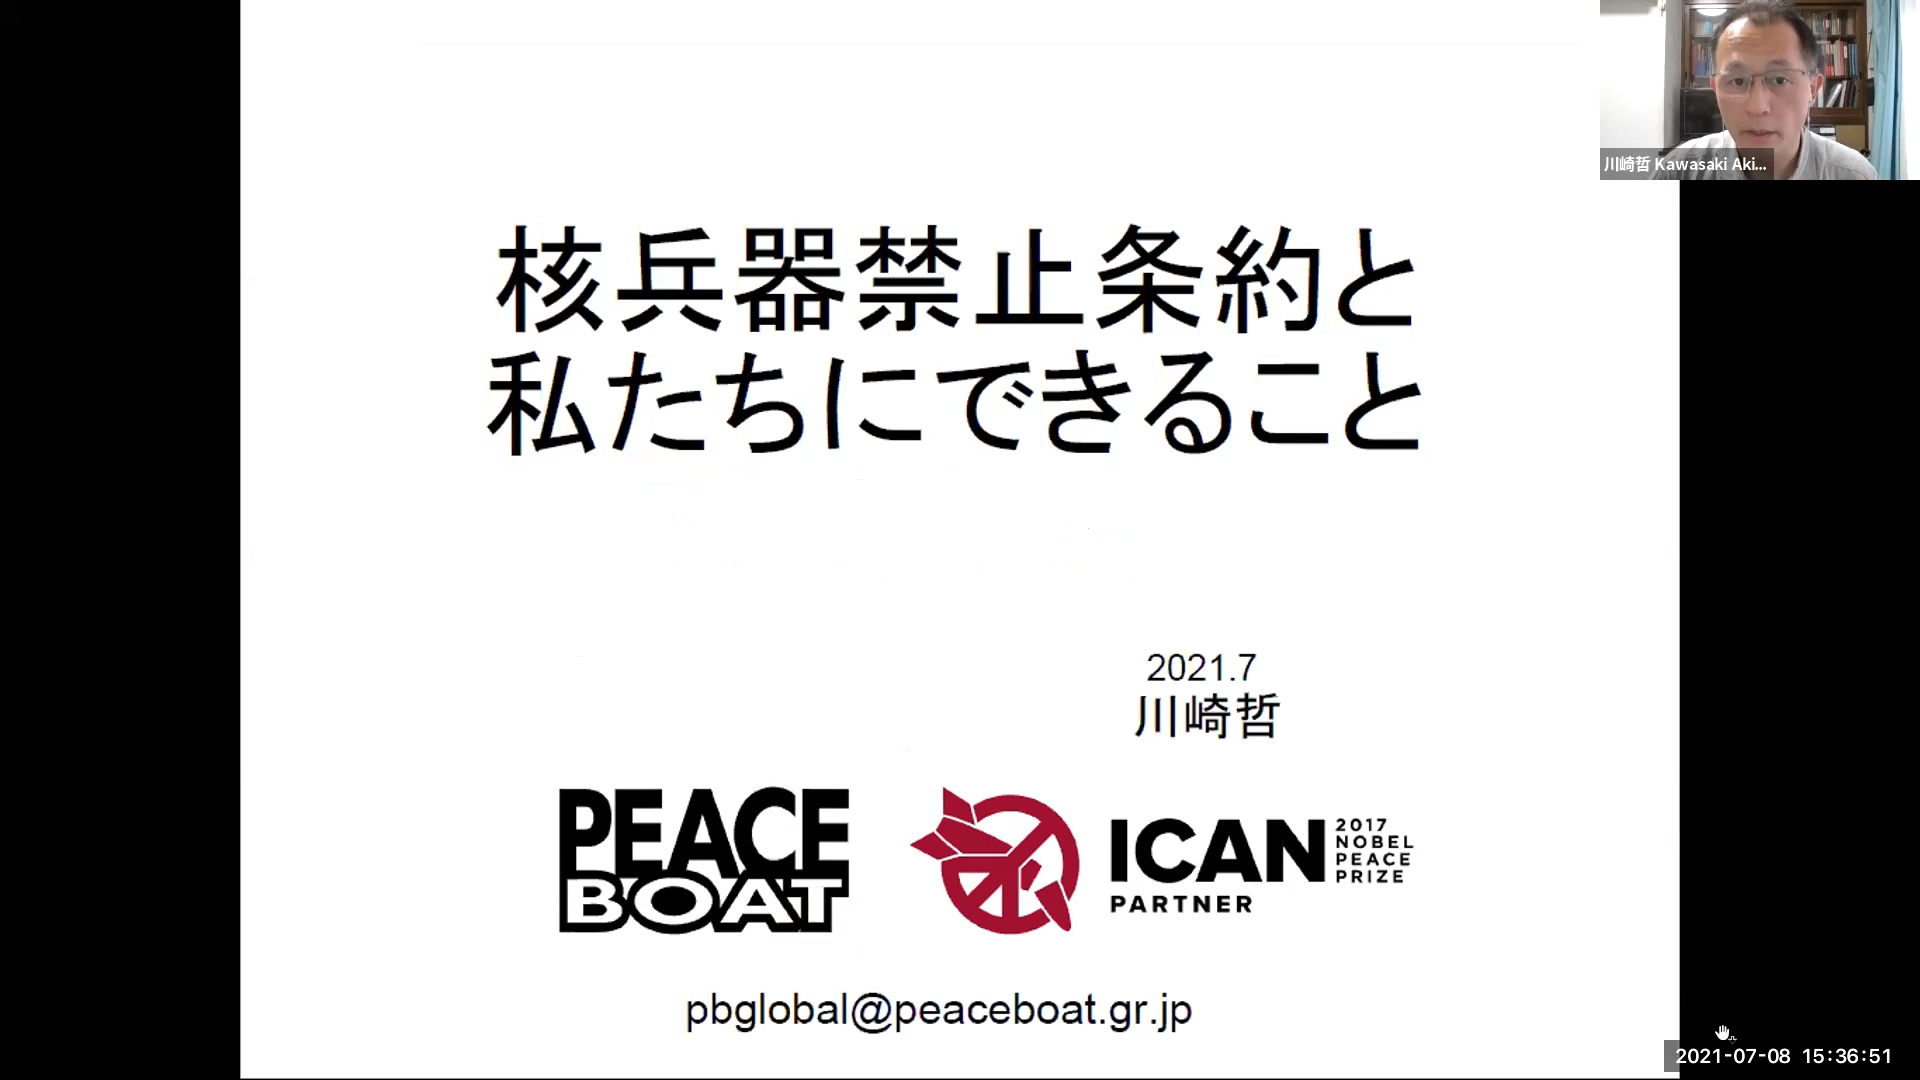 川崎哲 Kawasaki Aki...
核兵器禁止条約と
私たちにできること
2021.7
川崎哲
PEACE
BOAT
ICAN
PARTNER
2017
NOBEL
PEACE
PRIZE
pbglobal@peaceboat.gr.jp
2021-07-08 15:36:51